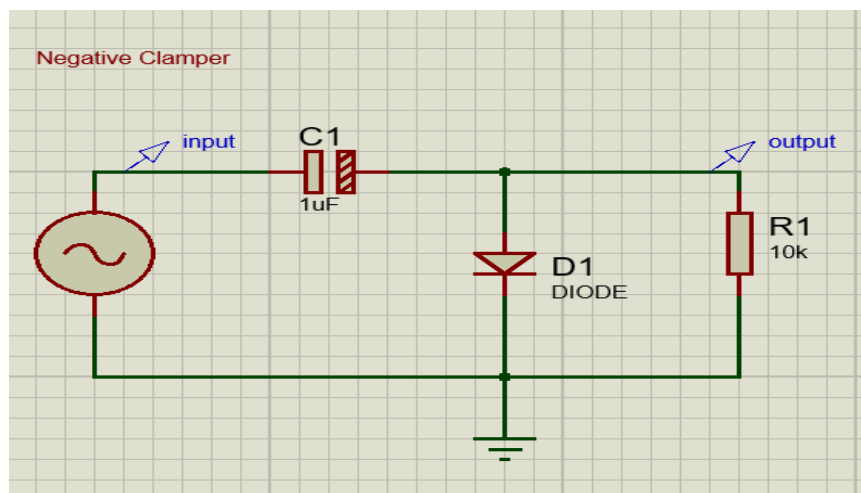 Negative Clamper
input
C1
1uF
output
R1
10k
D1
DIODE